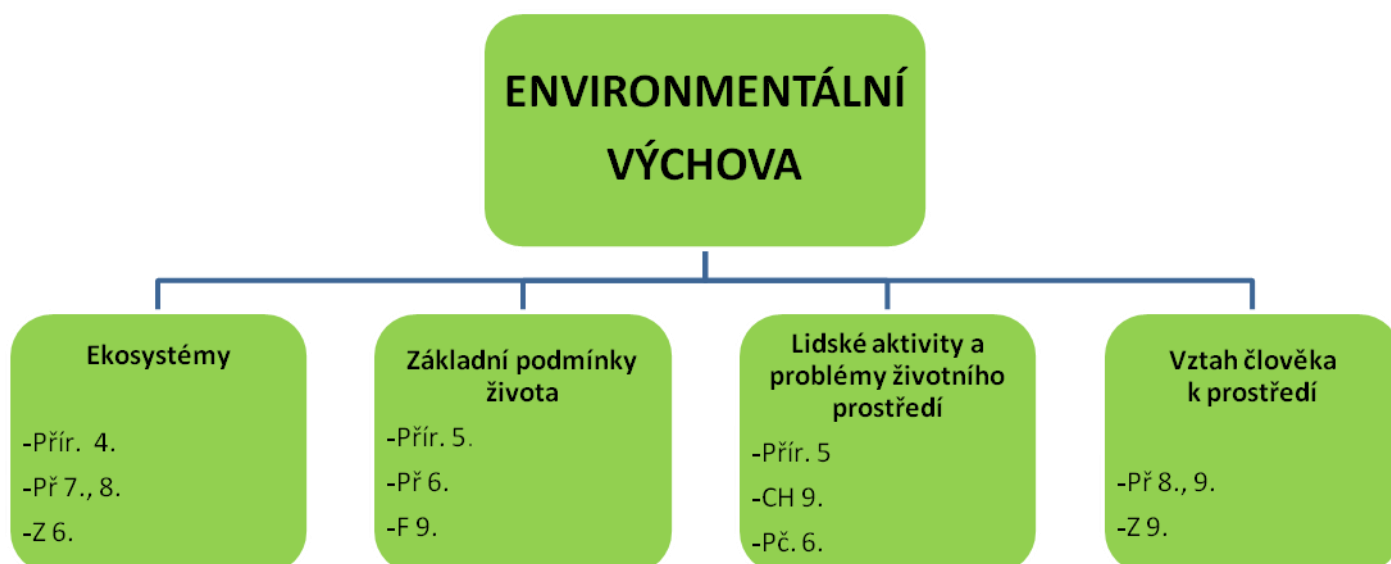 ENVIRONMENTÁLNÍ
VÝCHOVA
Ekosystémy
-Přír. 4.
-Př 7., 8.
-Z 6.
Základní podmínky
života
-Přír. 5.
-Př 6.
-F 9.
Lidské aktivity a
problémy životního
prostředí
-Přír. 5
-CH 9.
-Pč. 6.
Vztah člověka
k prostředí
-Př 8., 9.
-Z 9.